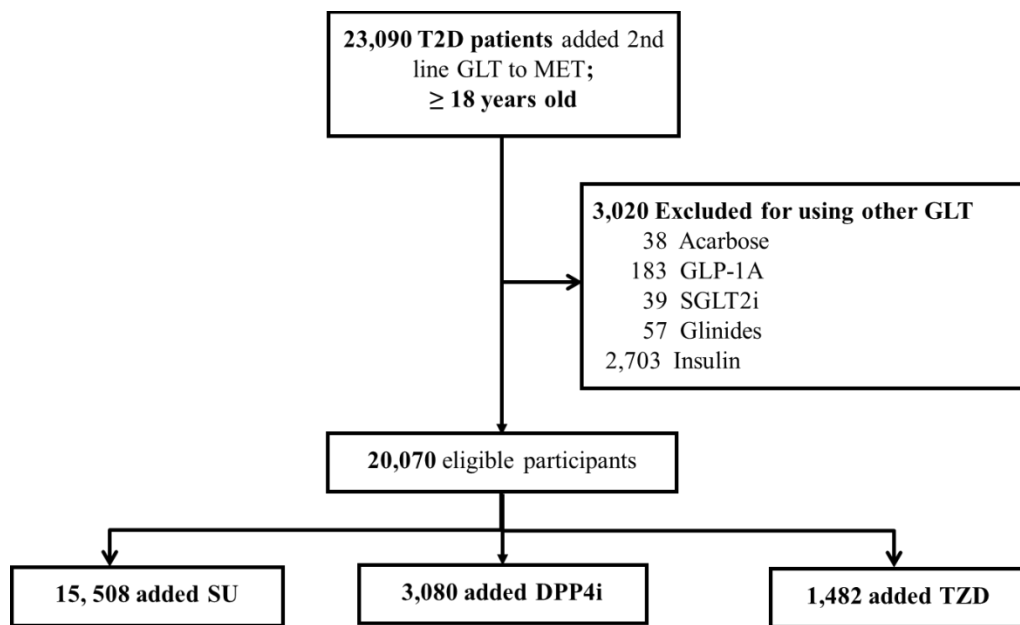 23,090 T2D patients added 2nd
line GLT to MET;
≥ 18 years old
3,020 Excluded for using other GLT
38 Acarbose
183 GLP-1A
39 SGLT2i
57 Glinides
2,703 Insulin
20,070 eligible participants
15, 508 added SU
3,080 added DPP4i
1,482 added TZD